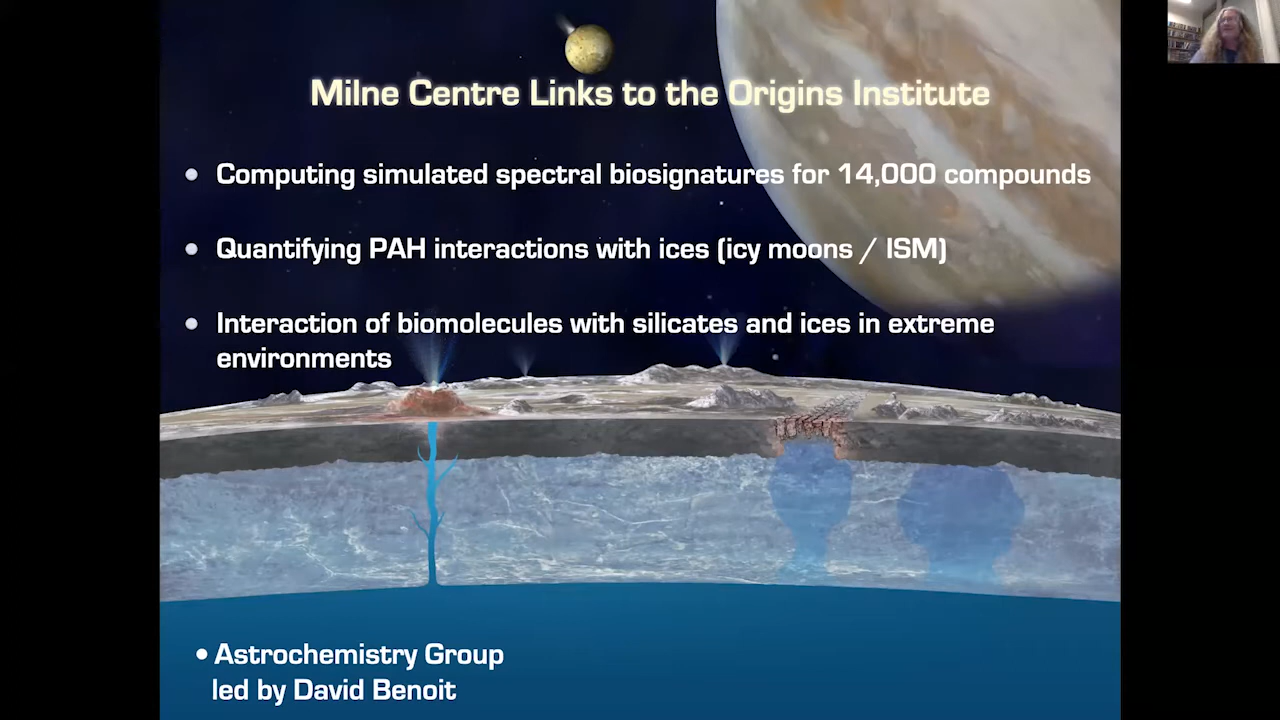 Milne Centre Links to the Origins Institute
• Computing simulated spectral biosignatures for 14,000 compounds
• Quantifying PAH interactions with ices (icy moons / ISM)
• Interaction of biomolecules with silicates and ices in extreme
environments
• Astrochemistry Group
led by David Benoit